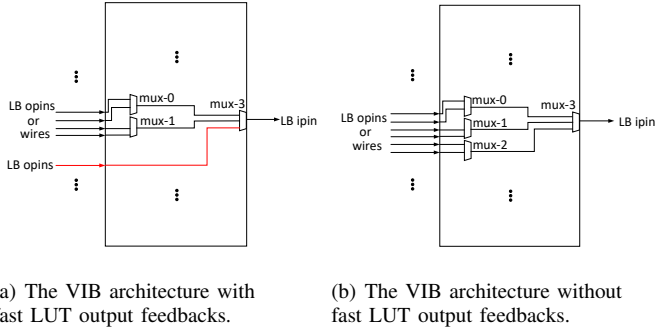 LB opins
or
wires
mux-0
mux-1
mux-3
LB ipin
LB opins
LB opins
or
wires
mux-0
mux-1
mux-2
mux-3
LB ipin
a) The VIB architecture with
fast LUT output feedbacks.
(b) The VIB architecture without
fast LUT output feedbacks.